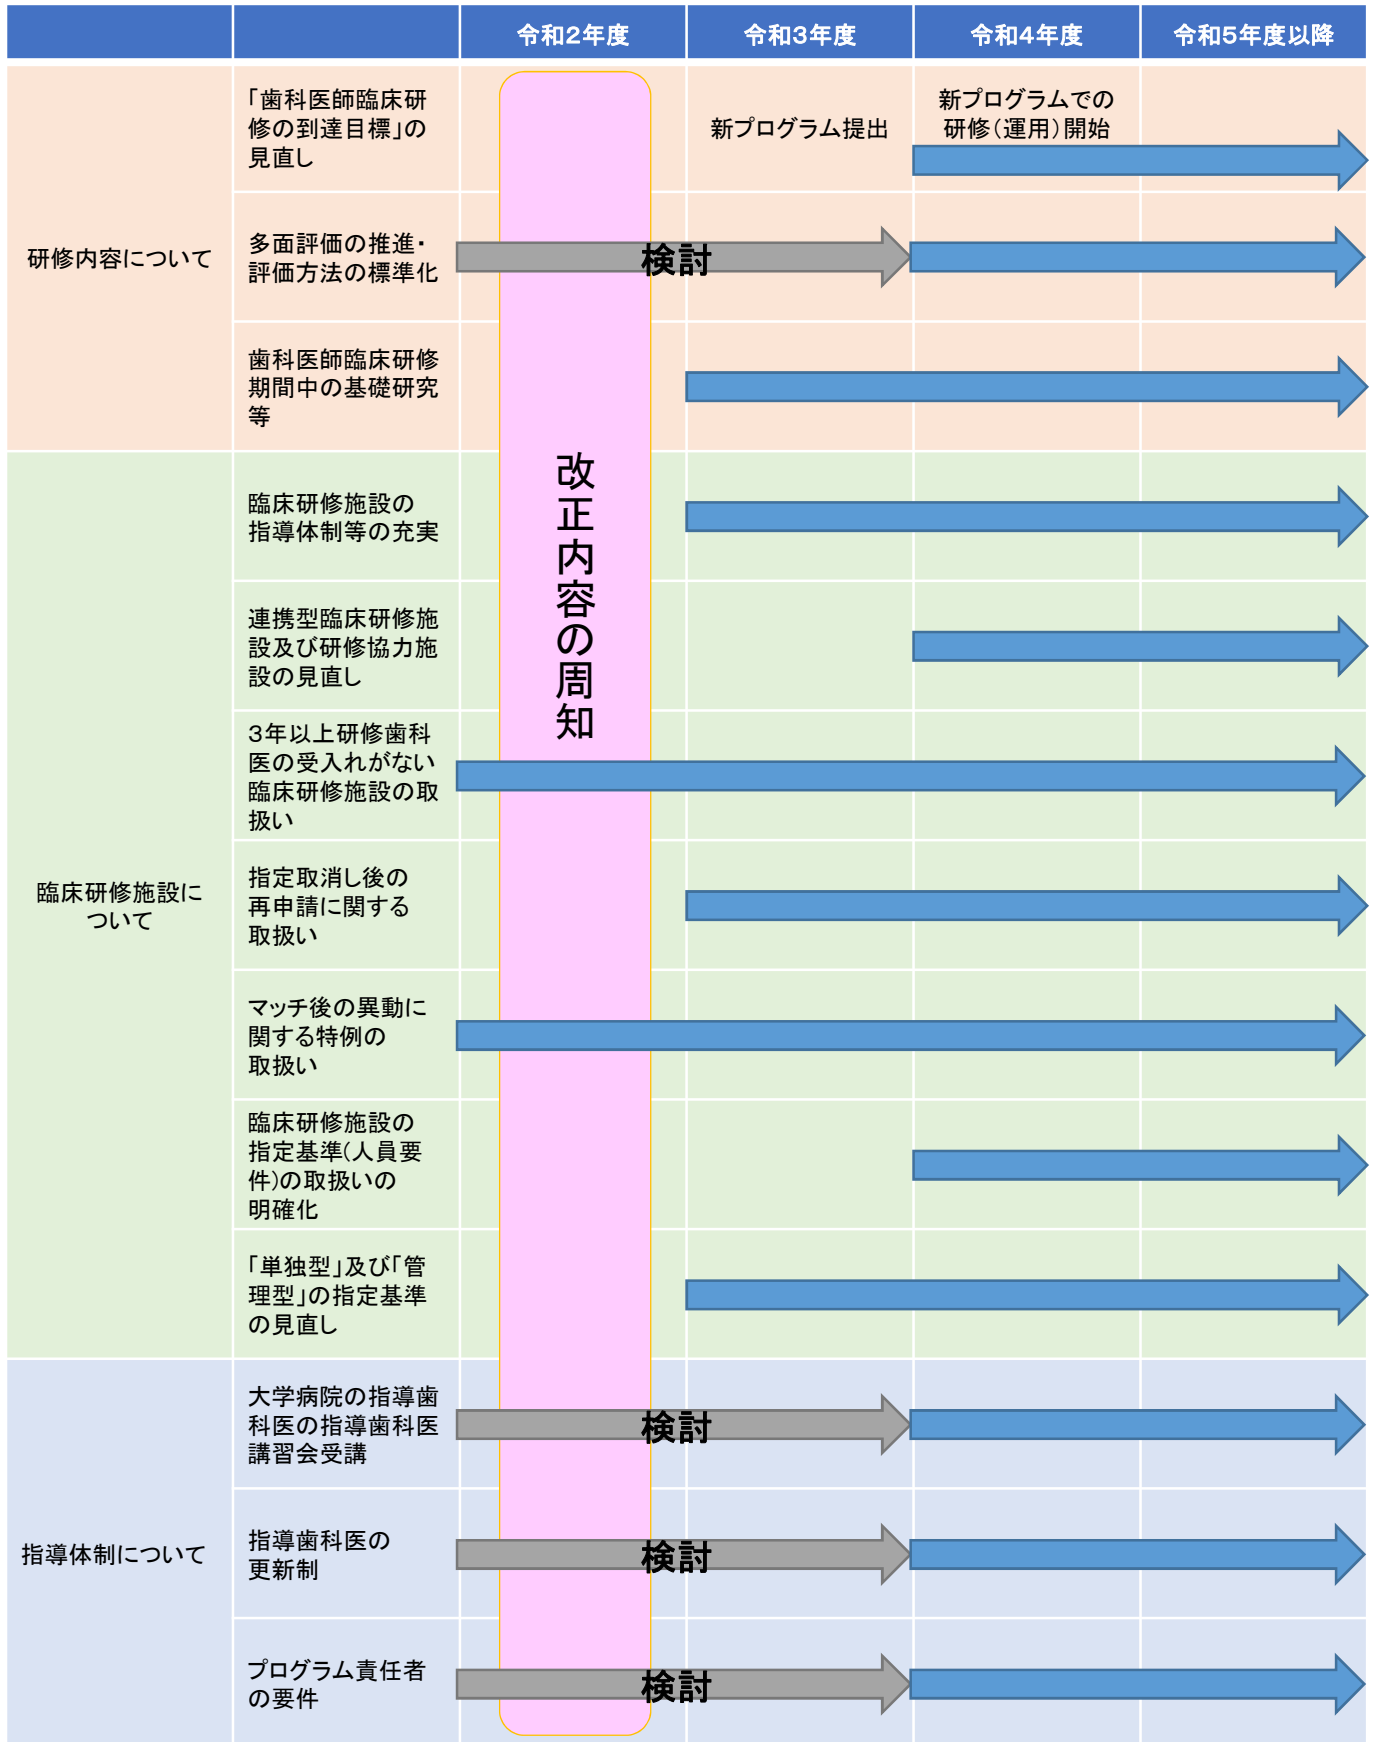 令和２年度
令和３年度
令和４年度
令和５年度以降
研修内容について
「歯科医師臨床研
修の到達目標」の
見直し
新プログラム提出
新プログラムでの
研修（運用）開始
多面評価の推進・
評価方法の標準化
検討
歯科医師臨床研修
期間中の基礎研究
等
改正内容の周知
臨床研修施設に
ついて
臨床研修施設の
指導体制等の充実
連携型臨床研修施
設及び研修協力施
設の見直し
３年以上研修歯科
医の受入れがない
臨床研修施設の取
扱い
指定取消し後の
再申請に関する
取扱い
マッチ後の異動に
関する特例の
取扱い
臨床研修施設の
指定基準(人員要
件)の取扱いの
明確化
「単独型」及び「管
理型」の指定基準
の見直し
指導体制について
大学病院の指導歯
科医の指導歯科医
講習会受講
検討
指導歯科医の
更新制
検討
プログラム責任者
の要件
検討